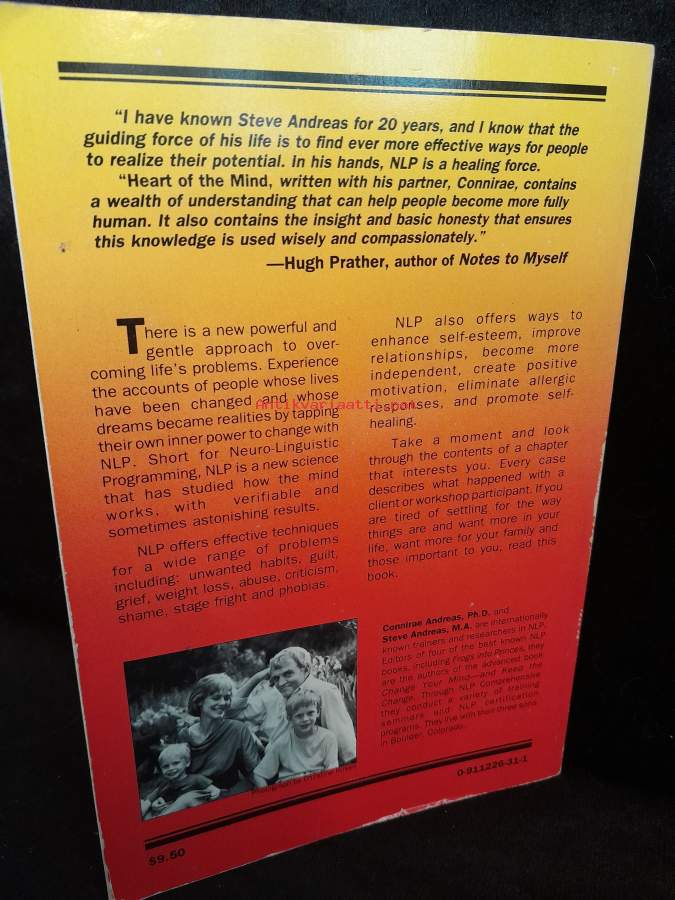 “I have known Steve Andreas for 20 years, and I know that the
guiding force of his life is to find ever more effective ways for people
to realize their potential. In his hands, NLP is a healing force.
“Heart of the Mind, written with his partner, Connirae, contains
a wealth of understanding that can help people become more fully
human. It also contains the insight and basic honesty that ensures
this knowledge is used wisely and compassionately.”
—Hugh Prather, author of Notes to Myself
There is a new powerful and
gentle approach to over-
coming life's problems. Experience
the accounts of people whose lives
have been changed and whose
dreams became realities by tapping
their own inner power to change with
NLP. Short for Neuro-Linguistic
Programming, NLP is a new science
that has studied how the mind
works, with verifiable and
sometimes astonishing results.
NLP offers effective techniques
for a wide range of problems
including: unwanted habits, guilt,
grief, weight loss, abuse, criticism,
shame, stage fright and phobias.
NLP also offers ways to
enhance self-esteem, improve
relationships, become more
independent, create positive
motivation, eliminate allergic
responses, and promote self-
healing.
Take a moment and look
through the contents of a chapter
that interests you. Every case
describes what happened with a
client or workshop participant. If you
are tired of settling for the way
things are and want more in your
life, want more for your family and
those important to you, read this
book.
Connirae Andreas, Ph.D. and
Steve Andreas, M.A. are internationally
known trainers and researchers in NLP.
Editors of four of the best known NLP
books, including Frogs into Princes, they
are the authors of the advanced book
Change Your Mind—and Keep the
Change. Through NLP Comprehensive
they conduct a variety of training
seminars and NLP certification
programs. They live with their three sons
in Boulder, Colorado.
Photograph by
0-911226-31-1
$9.50